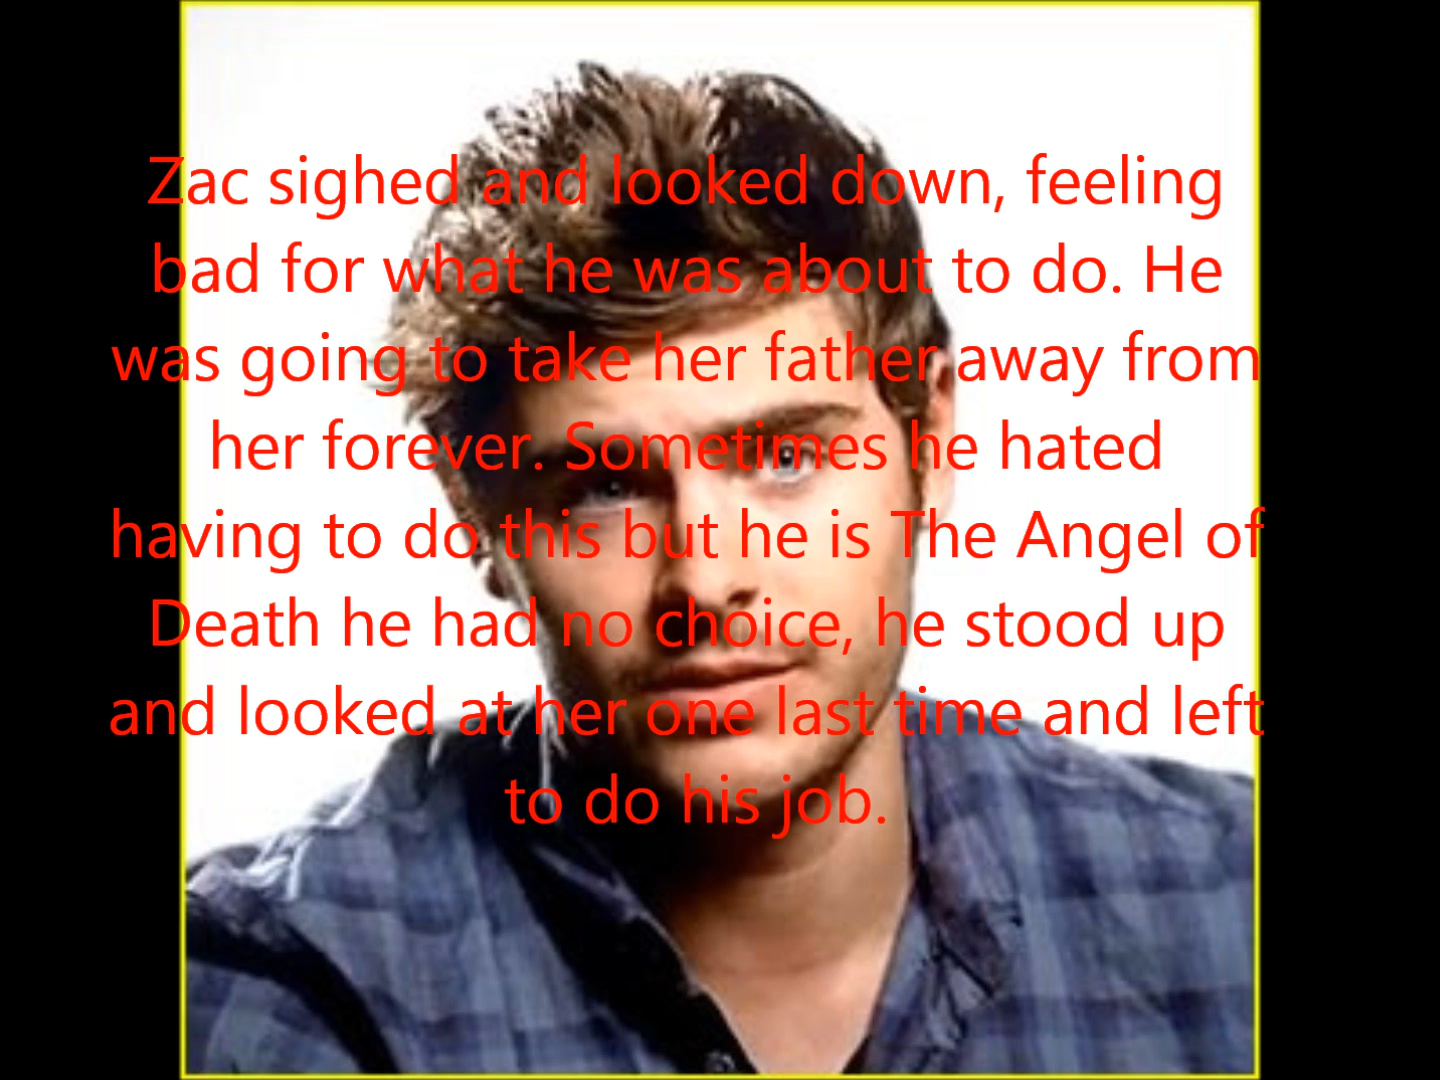 Zac sighed and looked down, feeling
bad for what he was about to do. He
was going to take her father away from
her forever. Sometimes he hated
having to do this but he is The Angel of
Death he had no choice, he stood up
and looked at her one last time and left
to do his job.